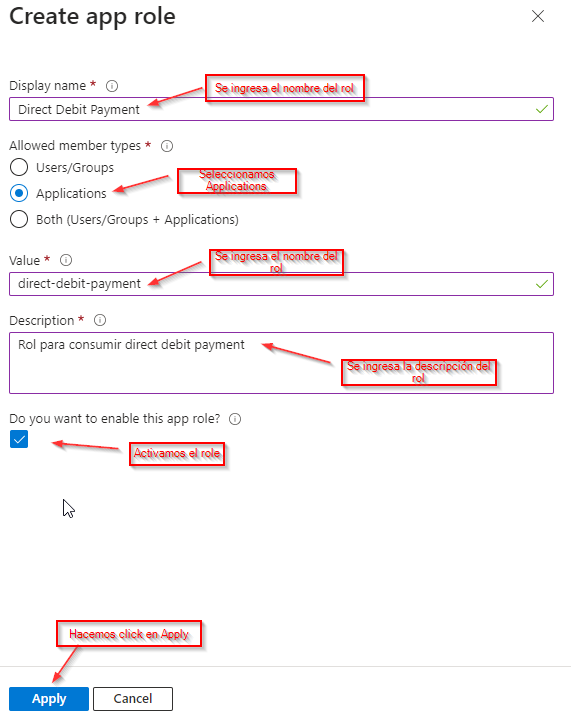 Create app role
Display name *
Se ingresa el nombre del rol
Direct Debit Payment
Allowed member types *
Users/Groups
Seleccionamos
Applications
Applications
Both (Users/Groups + Applications)
Value *
Se ingresa el nombre del
rol
direct-debit-payment
Description *
Rol para consumir direct debit payment
Se ingresa la descripción del
rol
Do you want to enable this app role?
Activamos el role
Hacemos click en Apply
Apply
Cancel